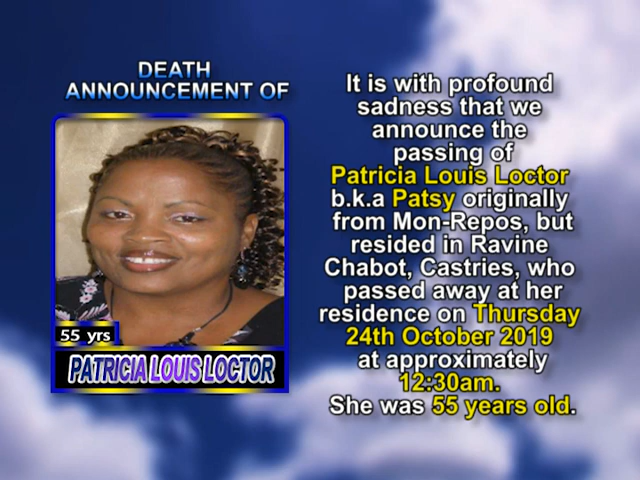 DEATH
ANNOUNCEMENT OF
55 yrs
PATRICIA LOUIS LOCTOR
It is with profound
sadness that we
announce the
passing of
Patricia Louis Loctor
b.k.a Patsy originally
from Mon-Repos, but
resided in Ravine
Chabot, Castries, who
passed away at her
residence on Thursday
24th October 2019
at approximately
12:30am.
She was 55 years old.